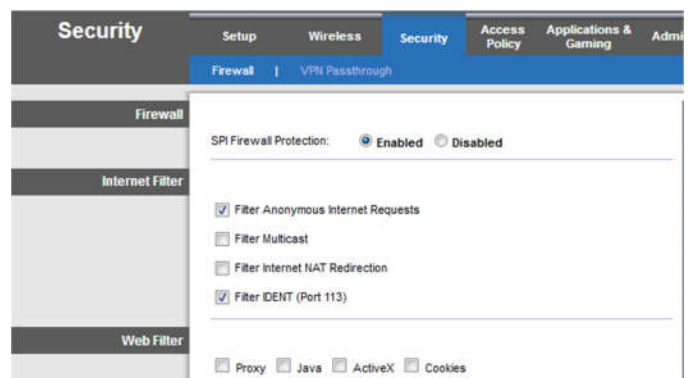 Security
Setup
Wireless
Security
Access Policy
Applications & Gaming
Admi
Firewall | VPN Passthrough
Firewall
SPI Firewall Protection: Enabled Disabled
Internet Filter
Filter Anonymous Internet Requests
Filter Multicast
Filter Internet NAT Redirection
Filter IDENT (Port 113)
Web Filter
Proxy Java ActiveX Cookies